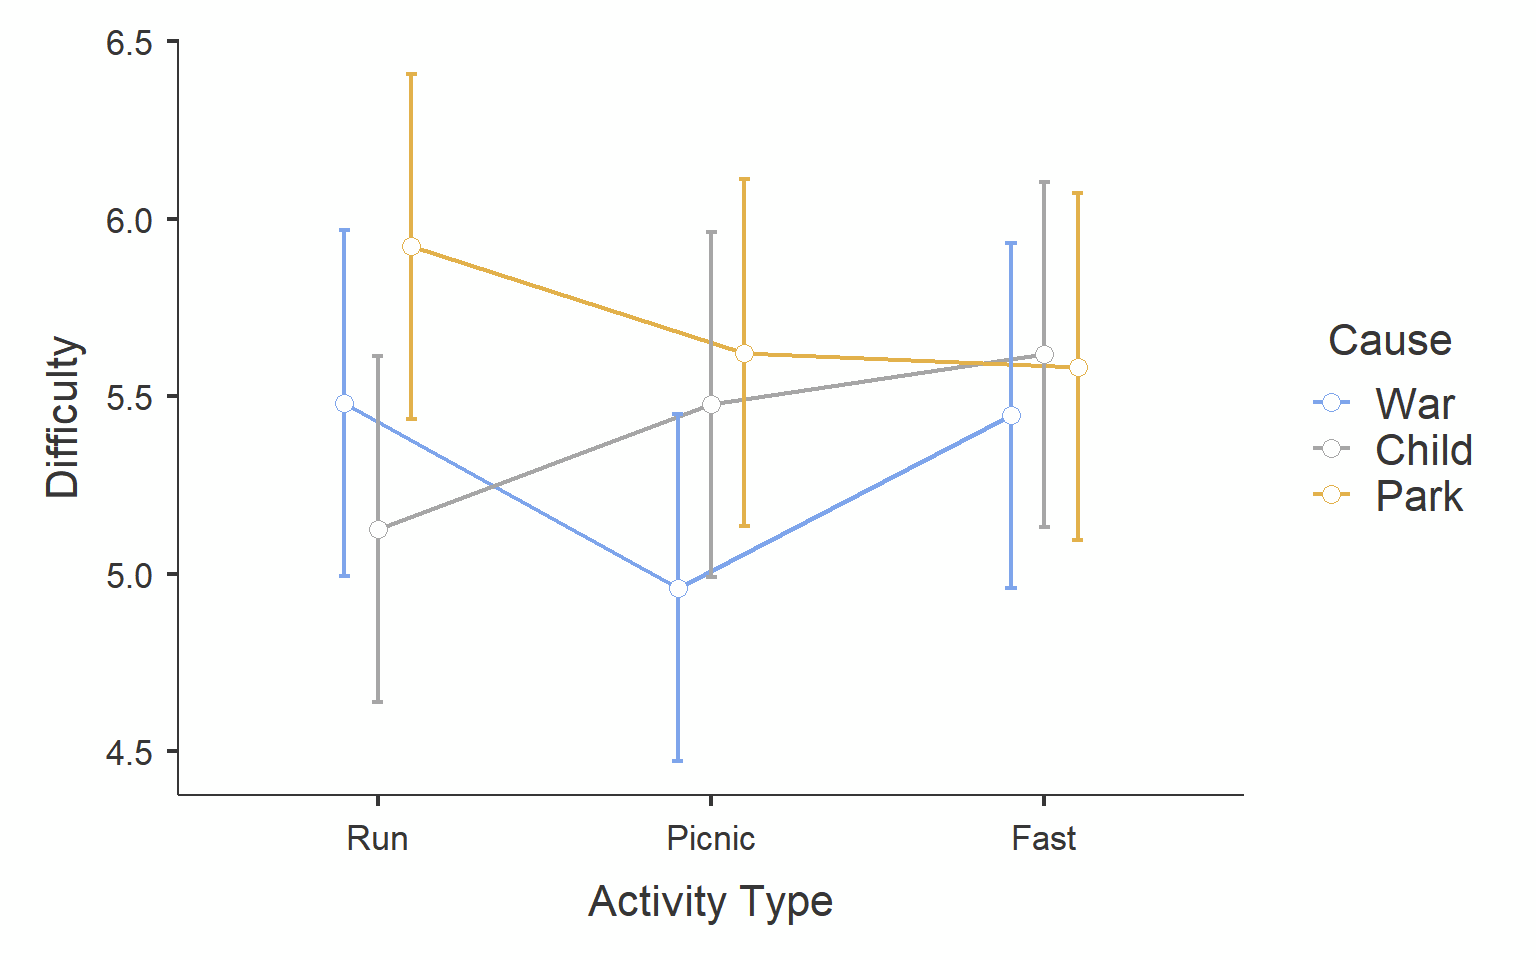 6.5
6.0
5.5
5.0
4.5
Difficulty
Run
Picnic
Fast
Activity Type
Cause
War
Child
Park